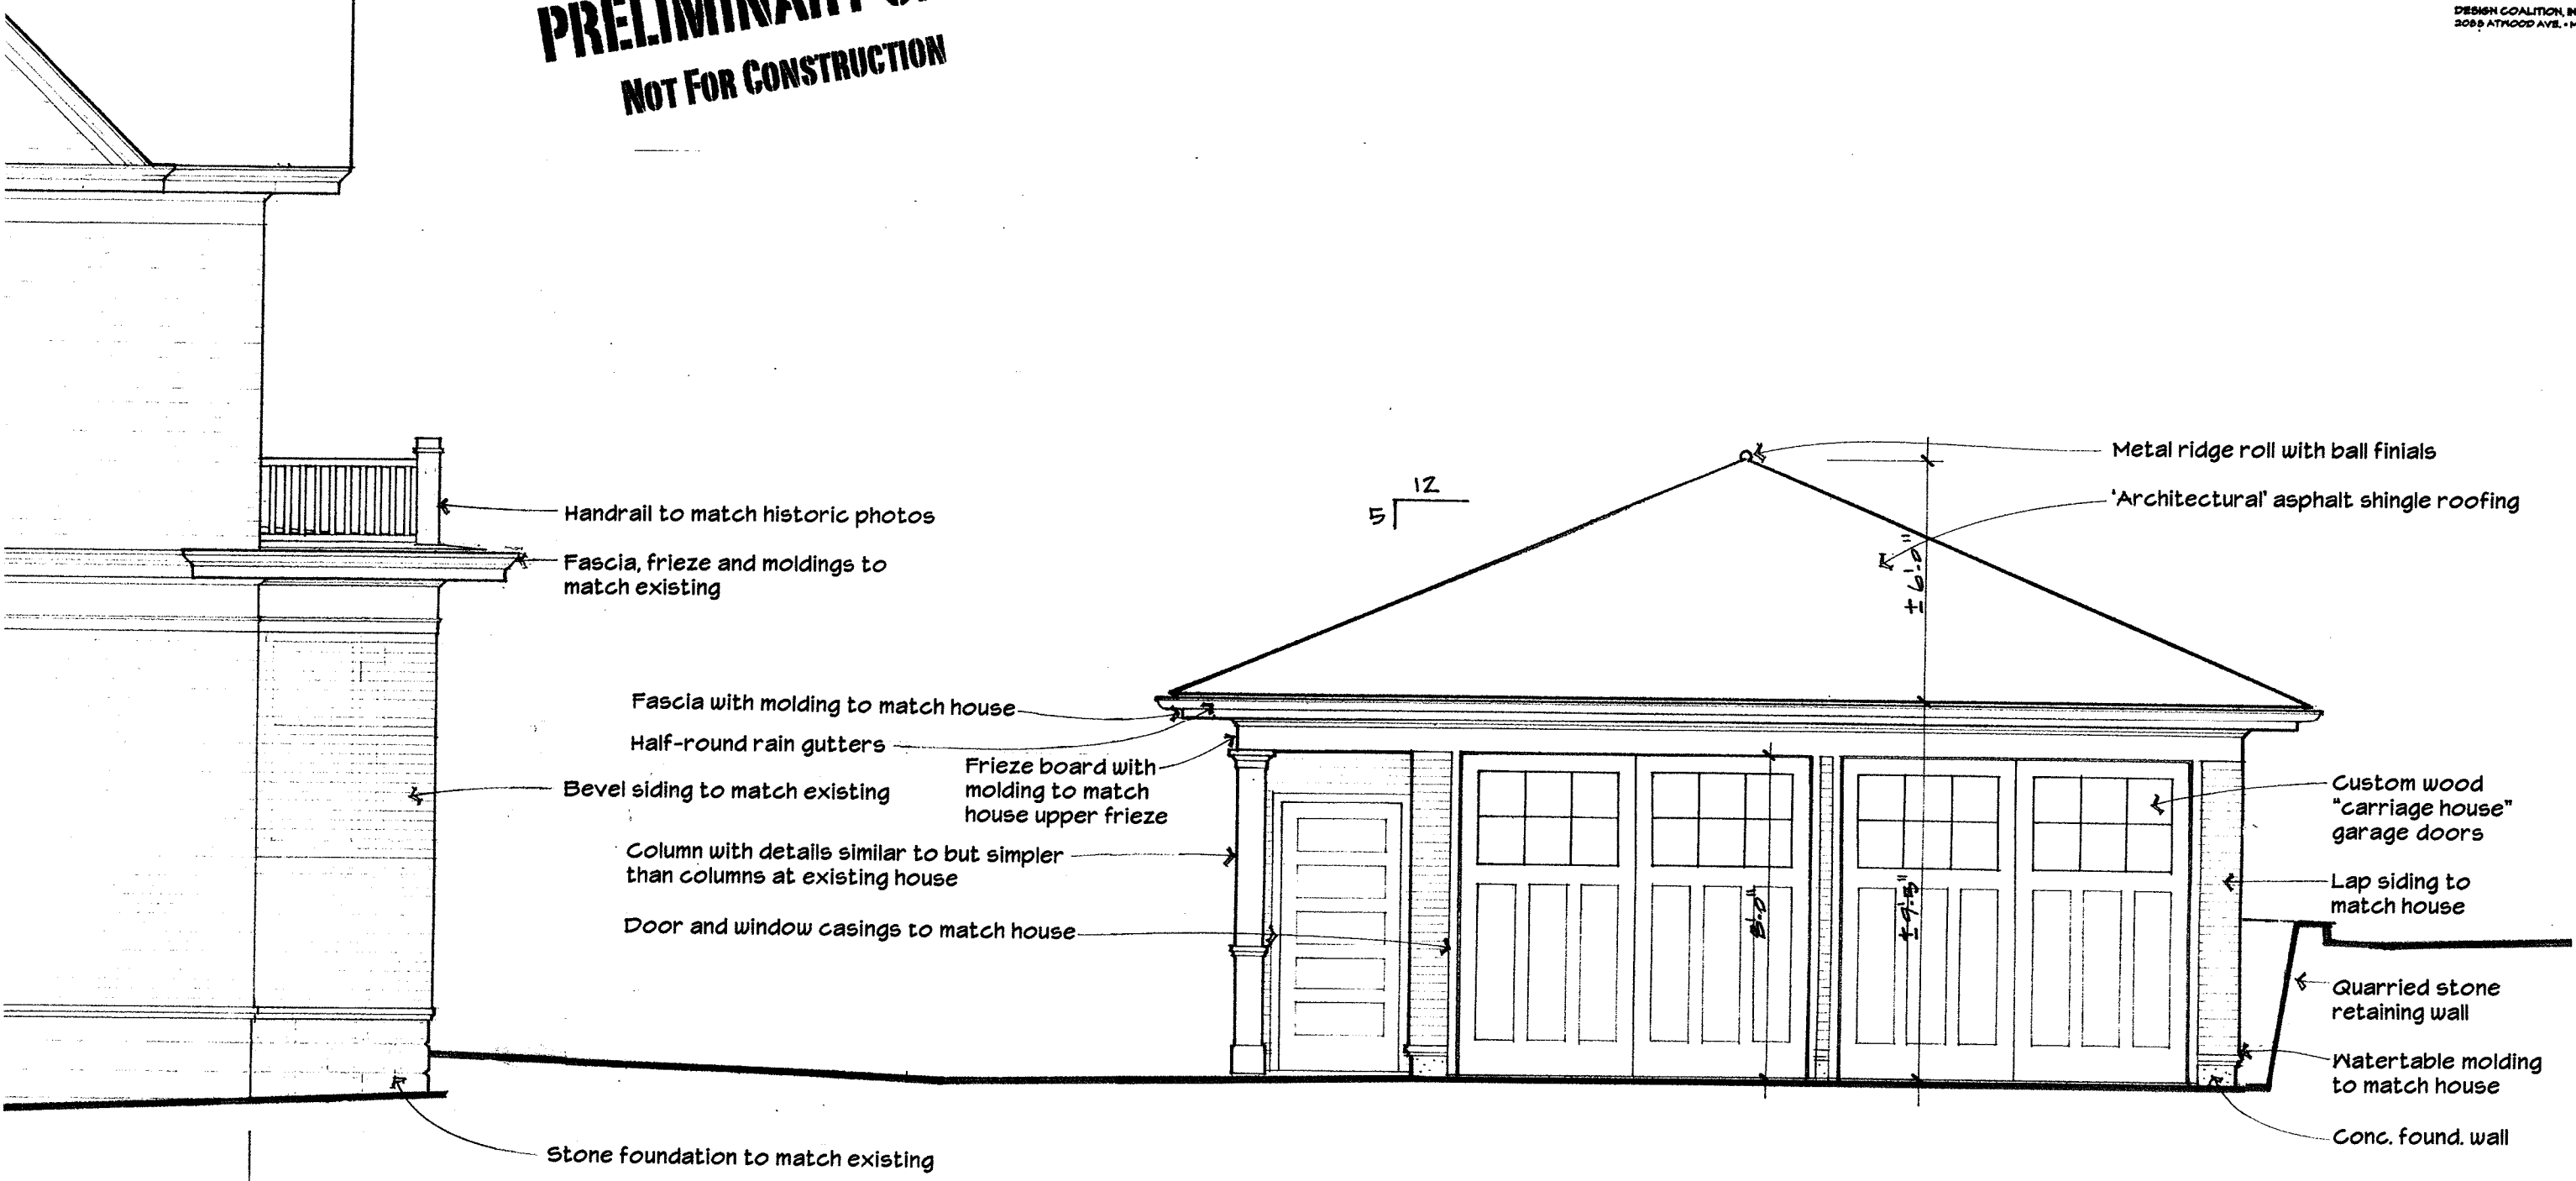 PRELIMINARY
NOT FOR CONSTRUCTION
DESIGN COALITION,
2088 ATWOOD AVE. •
Metal ridge roll with ball finials
'Architectural' asphalt shingle roofing
12
5
Handrail to match historic photos
Fascia, frieze and moldings to
match existing
± 6'-0"
Fascia with molding to match house
Half-round rain gutters
Frieze board with
molding to match
house upper frieze
Bevel siding to match existing
Column with details similar to but simpler
than columns at existing house
Door and window casings to match house
8'-0"
Custom wood
"carriage house"
garage doors
Lap siding to
match house
Quarried stone
retaining wall
Watertable molding
to match house
Conc. found. wall
Stone foundation to match existing